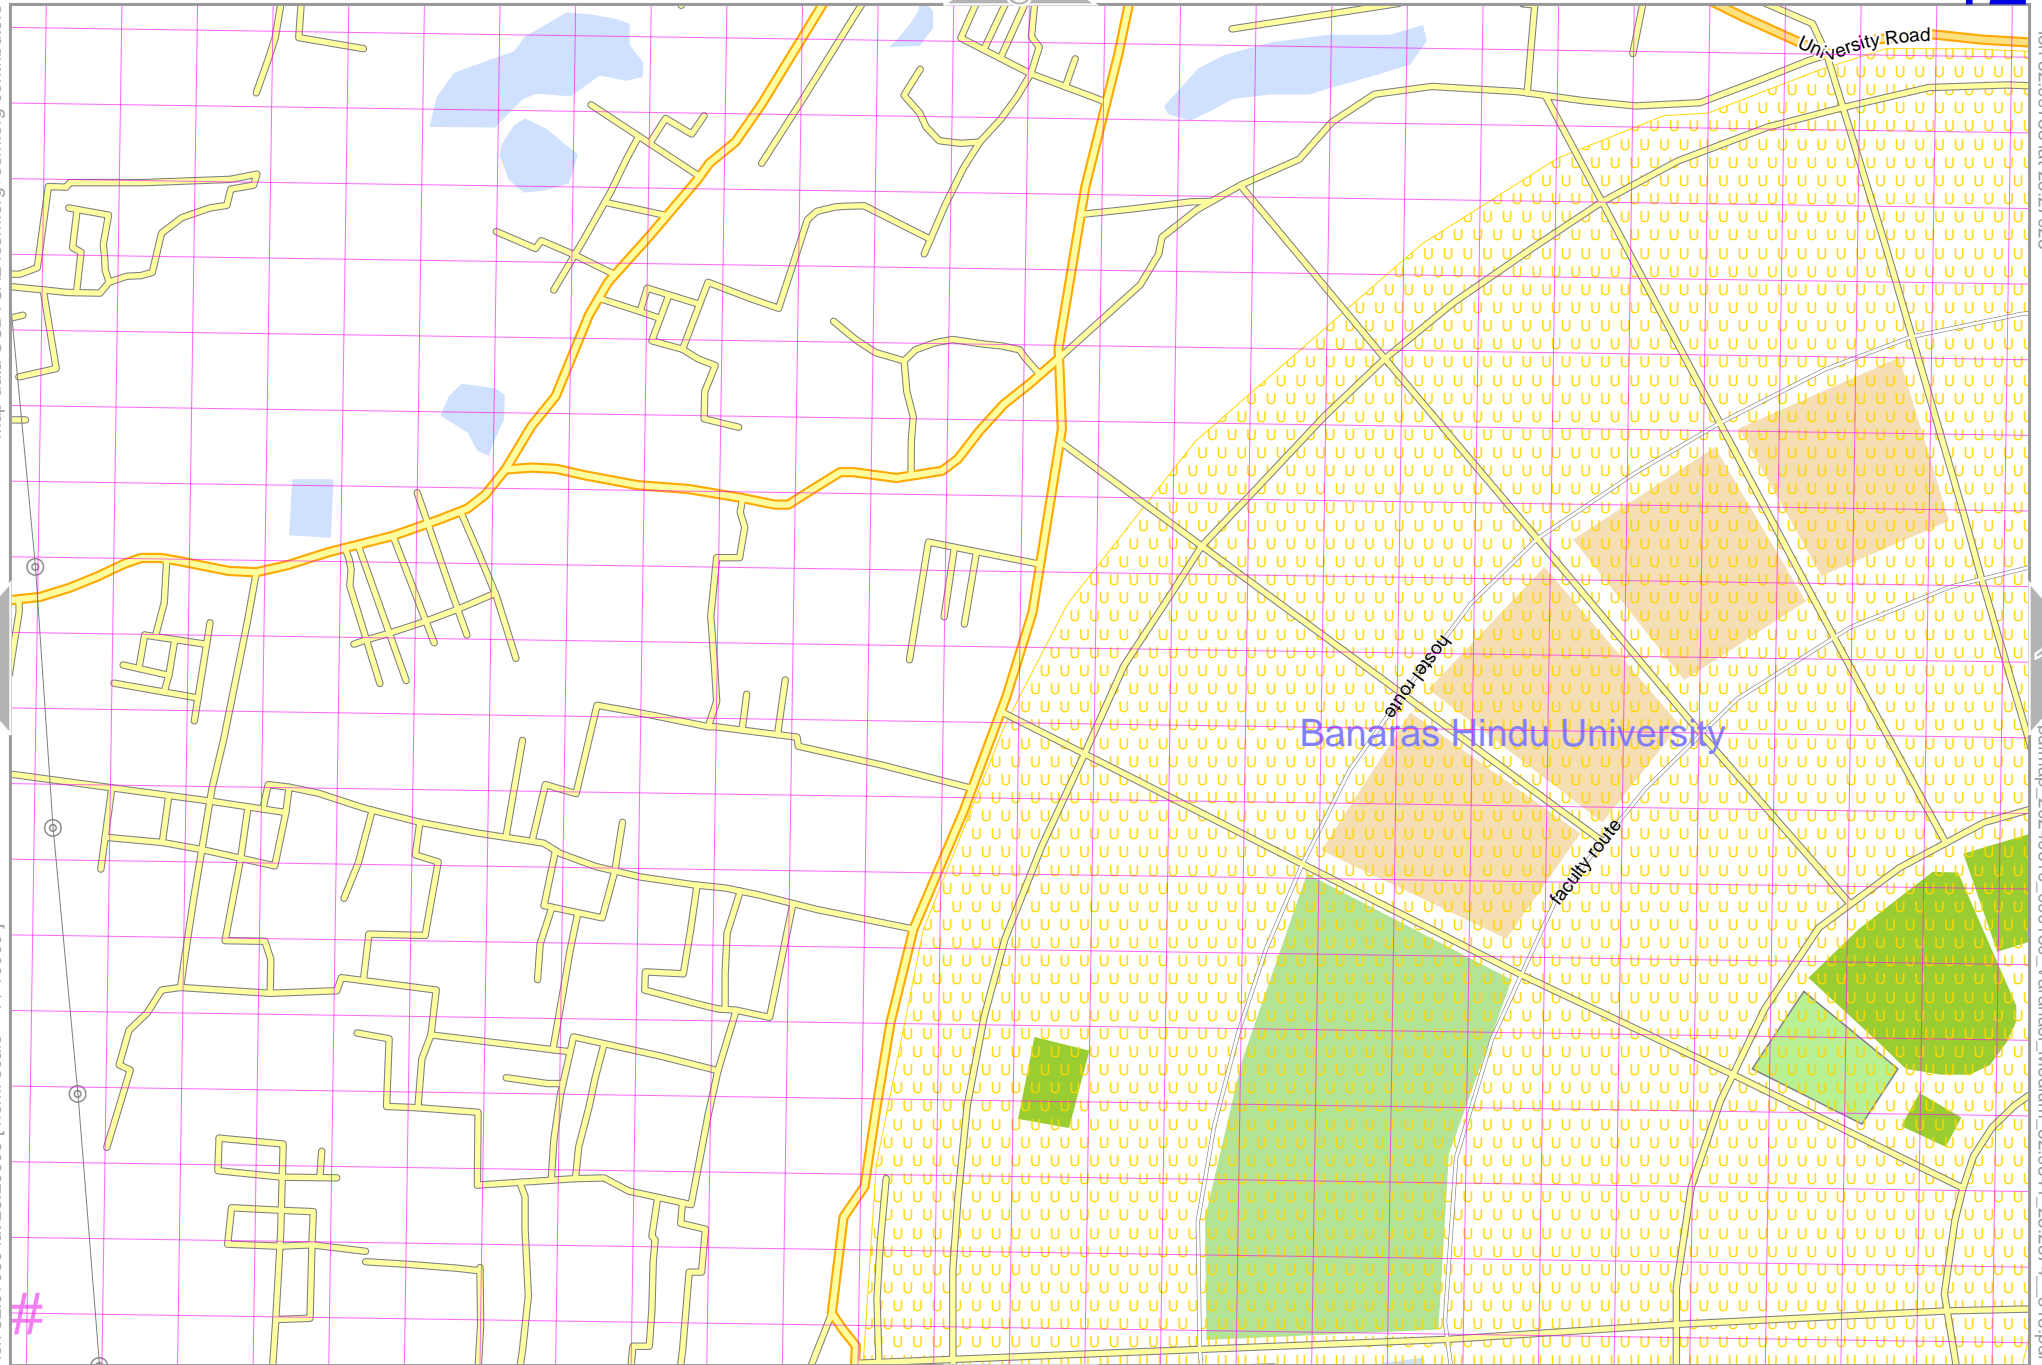 University Road
hostel route
Banaras Hindu University
faculty route
#